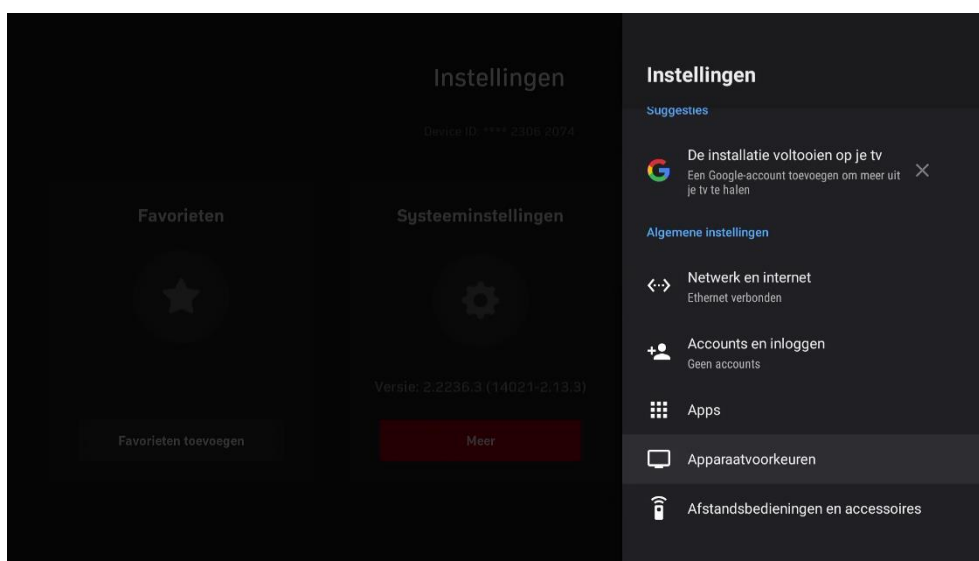 Instellingen
Device ID: **** 2306 2074
Favorieten
Systeeminstellingen
Versie: 2.2236.3 (14021-2.13.3)
Favorieten toevoegen
Meer
Instellingen
Suggesties
De installatie voltooien op je tv
Een Google-account toevoegen om meer uit
je tv te halen
Algemene instellingen
Netwerk en internet
Ethernet verbonden
Accounts en inloggen
Geen accounts
Apps
Apparaatvoorkeuren
Afstandsbedieningen en accessoires